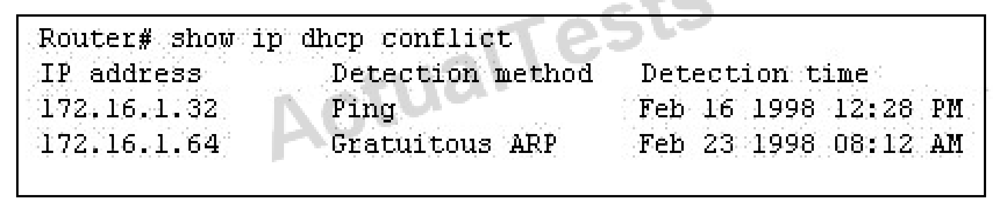 Router# show ip dhcp conflict
IP address Detection method Detection time
172.16.1.32 Ping Feb 16 1998 12:28 PM
172.16.1.64 Gratuitous ARP Feb 23 1998 08:12 AM
ActualTests